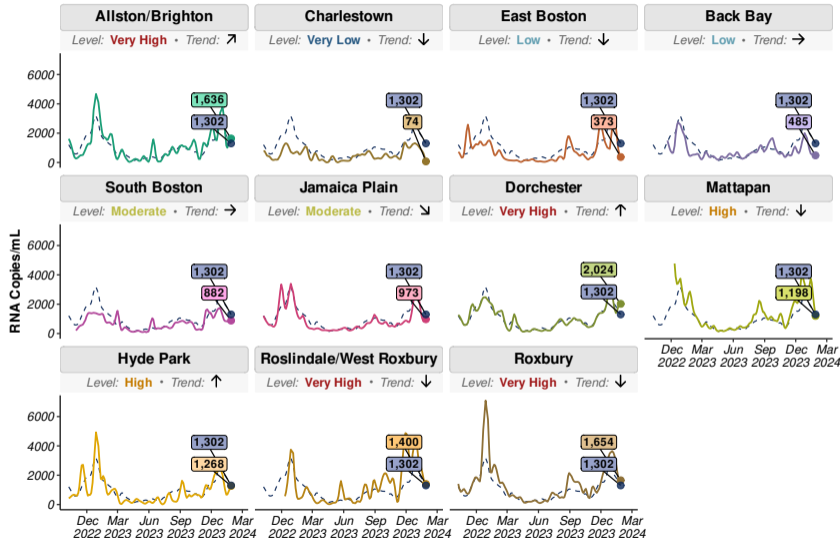 Allston/Brighton Charlestown East Boston Back Bay
Level: Very High • Trend: ↗ Level: Very Low • Trend: ↓ Level: Low • Trend: ↓ Level: Low • Trend: →
6000
4000
2000
0
1,636 1,302 1,302 1,302
1,302 74 373 485
South Boston Jamaica Plain Dorchester Mattapan
Level: Moderate • Trend: → Level: Moderate • Trend: ↘ Level: Very High • Trend: ↑ Level: High • Trend: ↓
RNA Copies/mL
6000
4000
2000
0
1,302 1,302 2,024 1,302
882 973 1,302 1,198
Dec Mar Jun Sep Dec Mar
2022 2023 2023 2023 2023 2024
Hyde Park Roslindale/West Roxbury Roxbury
Level: High • Trend: ↑ Level: Very High • Trend: ↓ Level: Very High • Trend: ↓
6000
4000
2000
0
1,302 1,400 1,654
1,268 1,302 1,302
Dec Mar Jun Sep Dec Mar Dec Mar Jun Sep Dec Mar Dec Mar Jun Sep Dec Mar
2022 2023 2023 2023 2023 2024 2022 2023 2023 2023 2023 2024 2022 2023 2023 2023 2023 2024